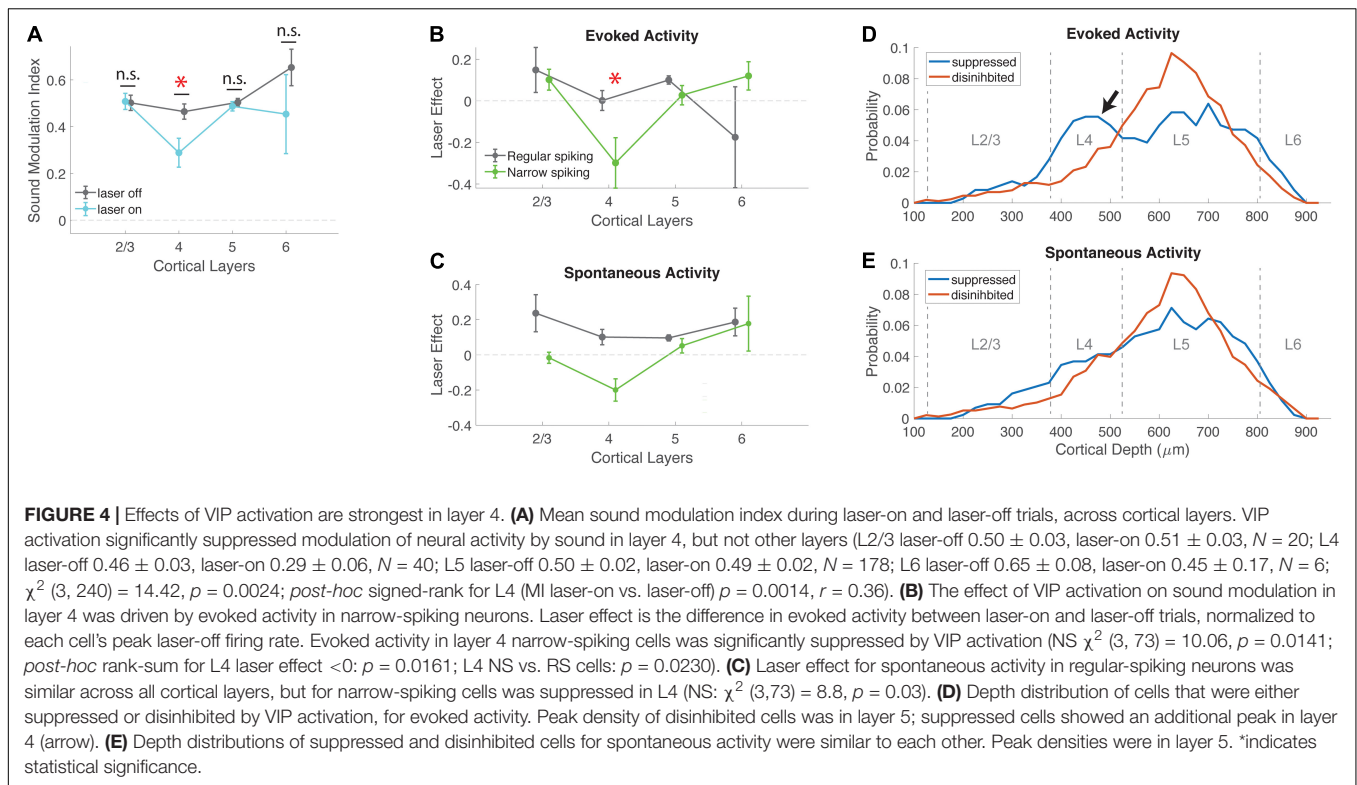 A
n.s.
n.s.
n.s.
*
0.6
0.4
0.2
0
Sound Modulation Index
laser off
laser on
2/3
4
5
6
Cortical Layers
B
Evoked Activity
0.2
0
-0.2
-0.4
Laser Effect
*
Regular spiking
Narrow spiking
2/3
4
5
6
Cortical Layers
C
Spontaneous Activity
0.4
0.2
0
-0.2
-0.4
Laser Effect
2/3
4
5
6
Cortical Layers
D
Evoked Activity
0.1
0.08
0.06
0.04
0.02
0
Probability
suppressed
disinihbited
L2/3
L4
L5
L6
100 200 300 400 500 600 700 800 900
E
Spontaneous Activity
0.1
0.08
0.06
0.04
0.02
0
Probability
suppressed
disinihbited
L2/3
L4
L5
L6
100 200 300 400 500 600 700 800 900
Cortical Depth (μm)
FIGURE 4 | Effects of VIP activation are strongest in layer 4. (A) Mean sound modulation index during laser-on and laser-off trials, across cortical layers. VIP
activation significantly suppressed modulation of neural activity by sound in layer 4, but not other layers (L2/3 laser-off 0.50 ± 0.03, laser-on 0.51 ± 0.03, N = 20; L4
laser-off 0.46 ± 0.03, laser-on 0.29 ± 0.06, N = 40; L5 laser-off 0.50 ± 0.02, laser-on 0.49 ± 0.02, N = 178; L6 laser-off 0.65 ± 0.08, laser-on 0.45 ± 0.17, N = 6;
χ² (3, 240) = 14.42, p = 0.0024; post-hoc signed-rank for L4 (MI laser-on vs. laser-off) p = 0.0014, r = 0.36). (B) The effect of VIP activation on sound modulation in
layer 4 was driven by evoked activity in narrow-spiking neurons. Laser effect is the difference in evoked activity between laser-on and laser-off trials, normalized to
each cell's peak laser-off firing rate. Evoked activity in layer 4 narrow-spiking cells was significantly suppressed by VIP activation (NS χ² (3, 73) = 10.06, p = 0.0141;
post-hoc rank-sum for L4 laser effect <0: p = 0.0161; L4 NS vs. RS cells: p = 0.0230). (C) Laser effect for spontaneous activity in regular-spiking neurons was
similar across all cortical layers, but for narrow-spiking cells was suppressed in L4 (NS: χ² (3,73) = 8.8, p = 0.03). (D) Depth distribution of cells that were either
suppressed or disinhibited by VIP activation, for evoked activity. Peak density of disinhibited cells was in layer 5; suppressed cells showed an additional peak in layer
4 (arrow). (E) Depth distributions of suppressed and disinhibited cells for spontaneous activity were similar to each other. Peak densities were in layer 5. *indicates
statistical significance.